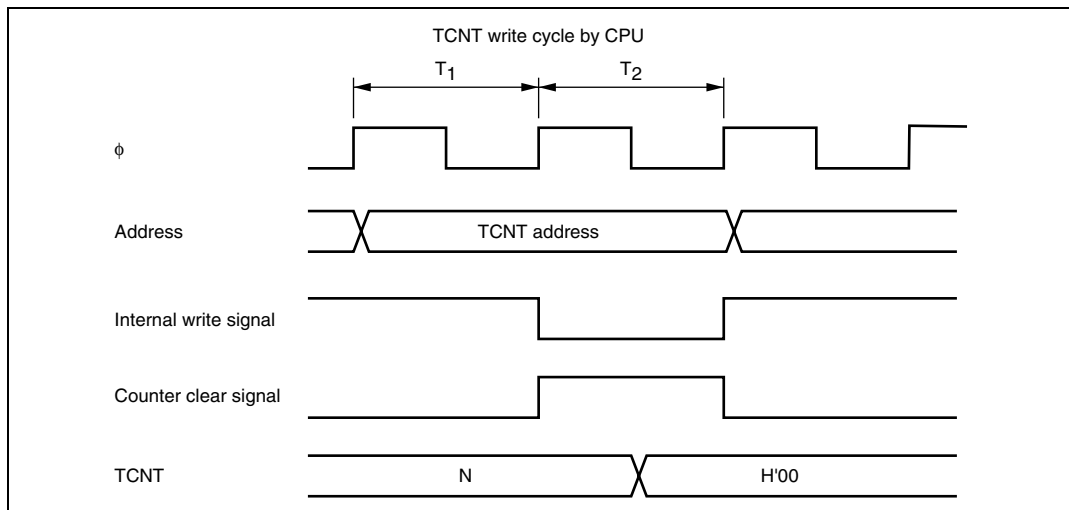 TCNT write cycle by CPU
T1 T2
ϕ
Address TCNT address
Internal write signal
Counter clear signal
TCNT N H'00